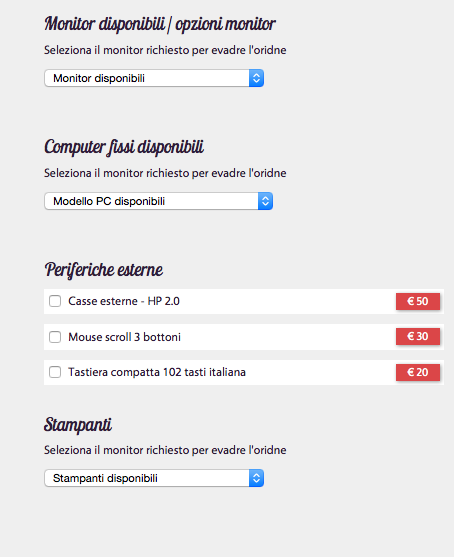 Monitor disponibili / opzioni monitor
Seleziona il monitor richiesto per evadre l'oridne
Monitor disponibili
Computer fissi disponibili
Seleziona il monitor richiesto per evadre l'oridne
Modello PC disponibili
Periferiche esterne
Casse esterne - HP 2.0 € 50
Mouse scroll 3 bottoni € 30
Tastiera compatta 102 tasti italiana € 20
Stampanti
Seleziona il monitor richiesto per evadre l'oridne
Stampanti disponibili